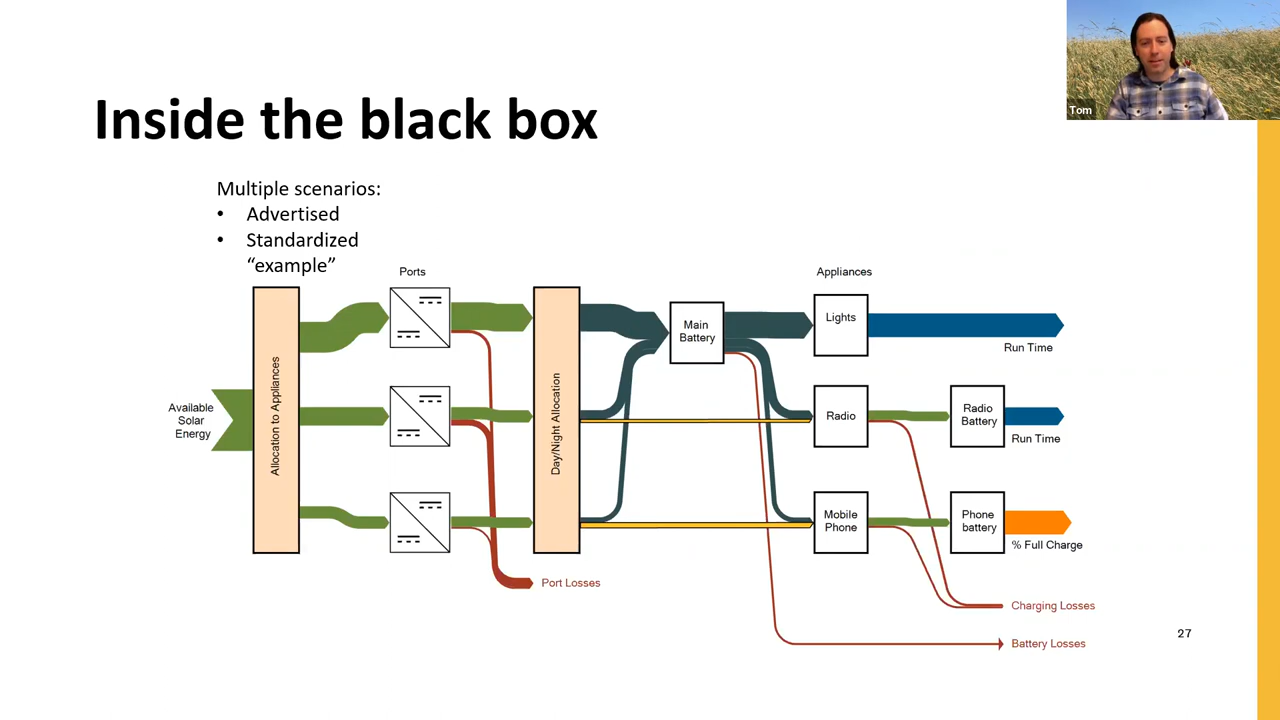 Tom
Inside the black box
Multiple scenarios:
• Advertised
• Standardized
“example”
Ports
Appliances
Available
Solar
Energy
Allocation to Appliances
Day/Night Allocation
Main
Battery
Lights
Run Time
Radio
Radio
Battery
Run Time
Mobile
Phone
Phone
battery
% Full Charge
Port Losses
Charging Losses
Battery Losses
27